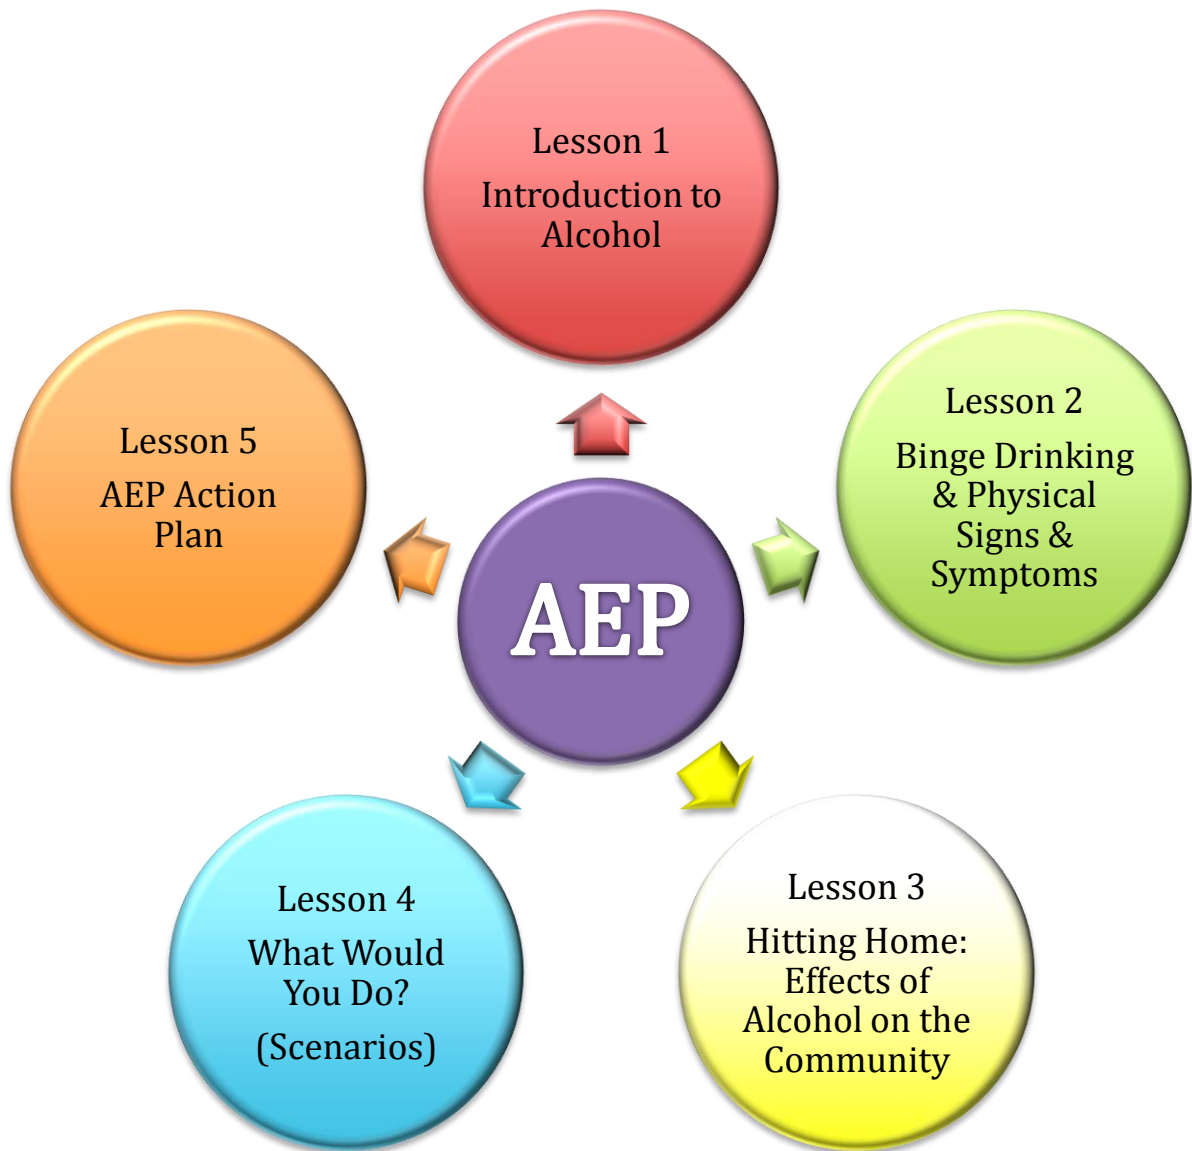 Lesson 1
Introduction to
Alcohol
Lesson 2
Binge Drinking
& Physical
Signs &
Symptoms
Lesson 3
Hitting Home:
Effects of
Alcohol on the
Community
Lesson 4
What Would
You Do?
(Scenarios)
Lesson 5
AEP Action
Plan
AEP